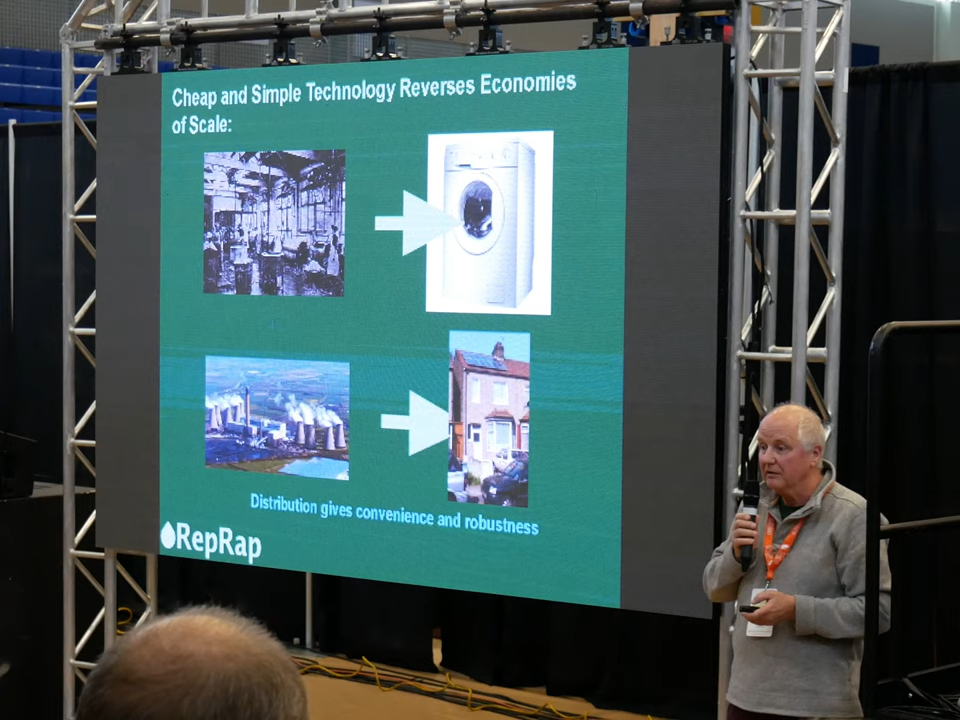 Cheap and Simple Technology Reverses Economies
of Scale:
Distribution gives convenience and robustness
RepRap